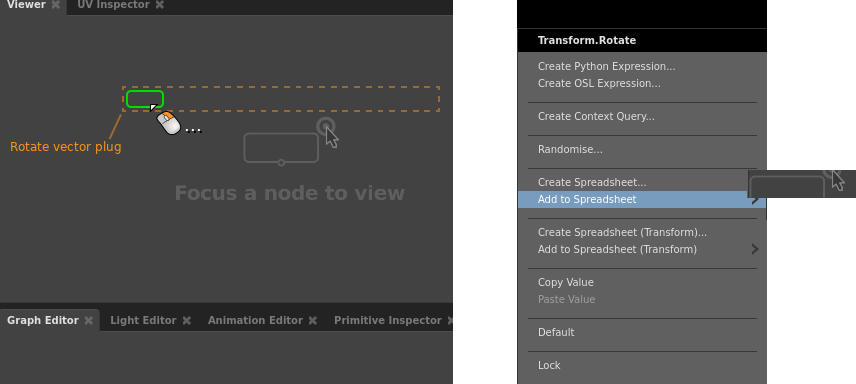 Viewer UV Inspector
Rotate vector plug
...
Focus a node to view
Graph Editor Light Editor Animation Editor Primitive Inspector
Transform.Rotate
Create Python Expression...
Create OSL Expression...
Create Context Query...
Randomise...
Create Spreadsheet...
Add to Spreadsheet
Create Spreadsheet (Transform)...
Add to Spreadsheet (Transform)
Copy Value
Paste Value
Default
Lock